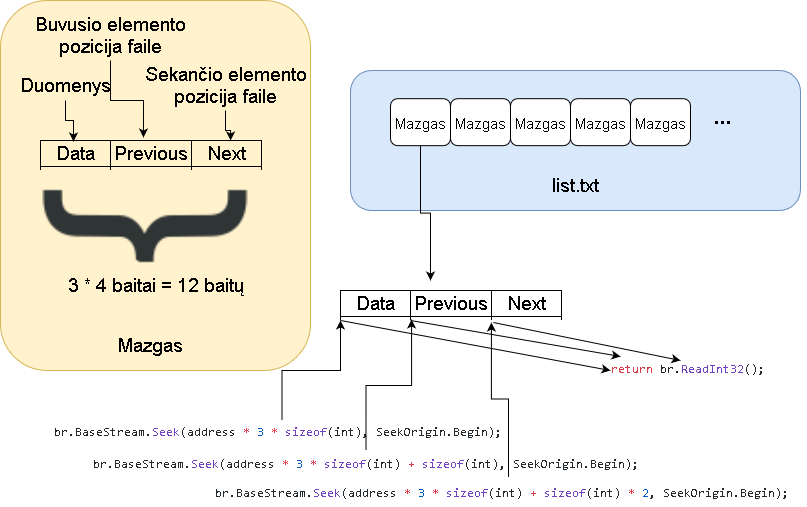 Buvusio elemento
pozicija faile
Duomenys
Sekančio elemento
pozicija faile
Data
Previous
Next
3 * 4 baitai = 12 baitų
Mazgas
Mazgas
Mazgas
Mazgas
Mazgas
Mazgas
...
list.txt
Data
Previous
Next
return br.ReadInt32();
br.BaseStream.Seek(address * 3 * sizeof(int), SeekOrigin.Begin);
br.BaseStream.Seek(address * 3 * sizeof(int) + sizeof(int), SeekOrigin.Begin);
br.BaseStream.Seek(address * 3 * sizeof(int) + sizeof(int) * 2, SeekOrigin.Begin);